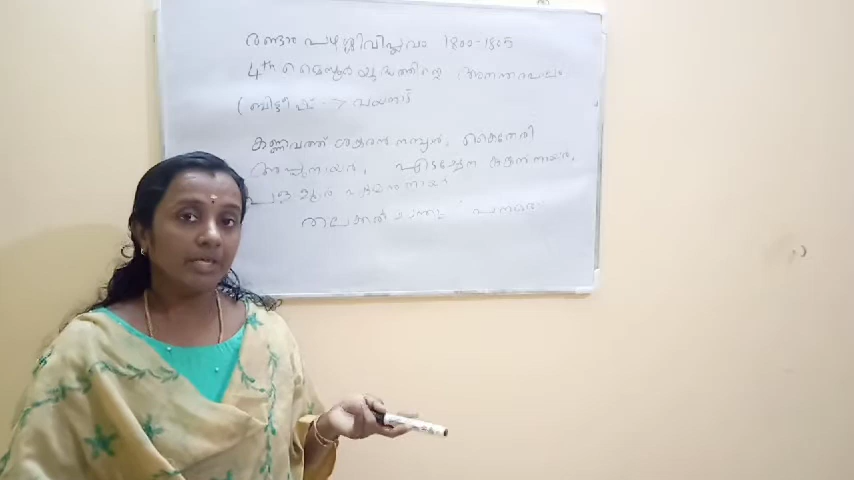 രണ്ടാം പഴശ്ശിവിപ്ലവം 1800-1805
4th മൈസൂർ യുദ്ധത്തിന്റെ അനന്തരഫലം
(ബ്രിട്ടീഷ് -> വയനാട്
കണ്ണവത്ത് ശങ്കരൻ നമ്പ്യാർ, കൈതേരി
അമ്പുനായർ, എടച്ചേന കുങ്കൻ നായർ,
നായർ
തലക്കൽ ചന്തു